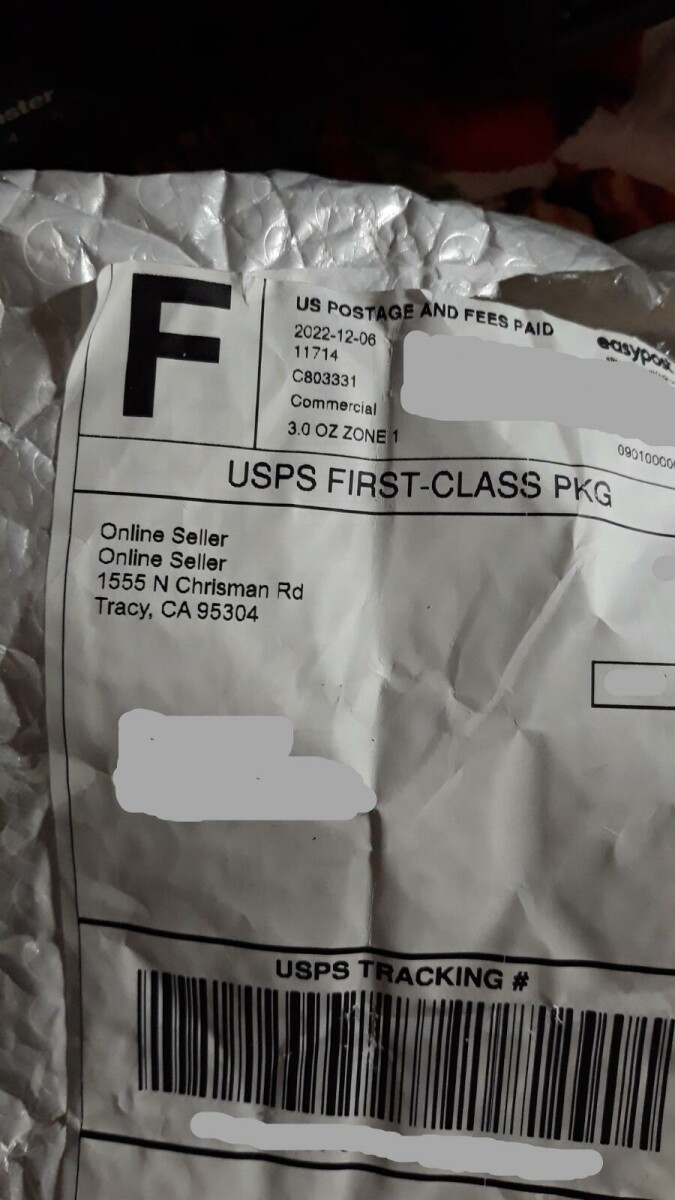 F
US POSTAGE AND FEES PAID
2022-12-06
11714
C803331
Commercial
3.0 OZ ZONE 1
easypost
USPS FIRST-CLASS PKG
Online Seller
Online Seller
1555 N Chrisman Rd
Tracy, CA 95304
USPS TRACKING #